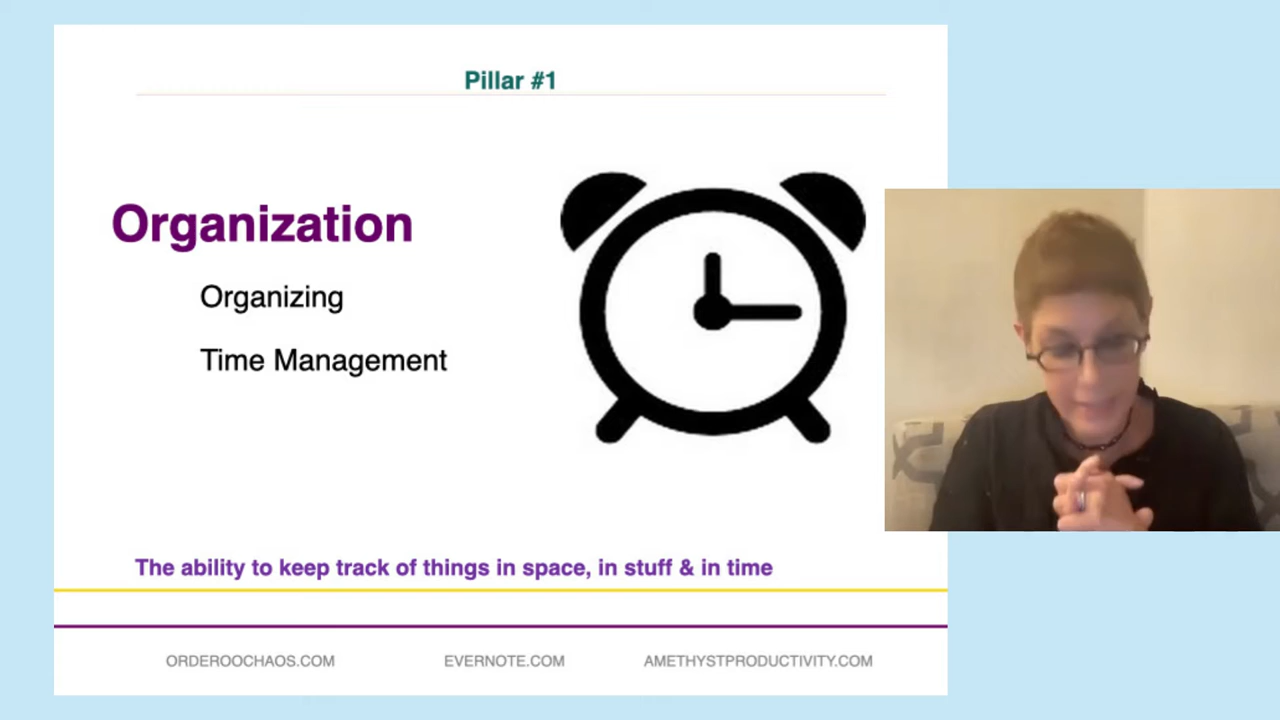 Pillar #1
Organization
Organizing
Time Management
The ability to keep track of things in space, in stuff & in time
ORDEROOCHAOS.COM EVERNOTE.COM AMETHYSTPRODUCTIVITY.COM